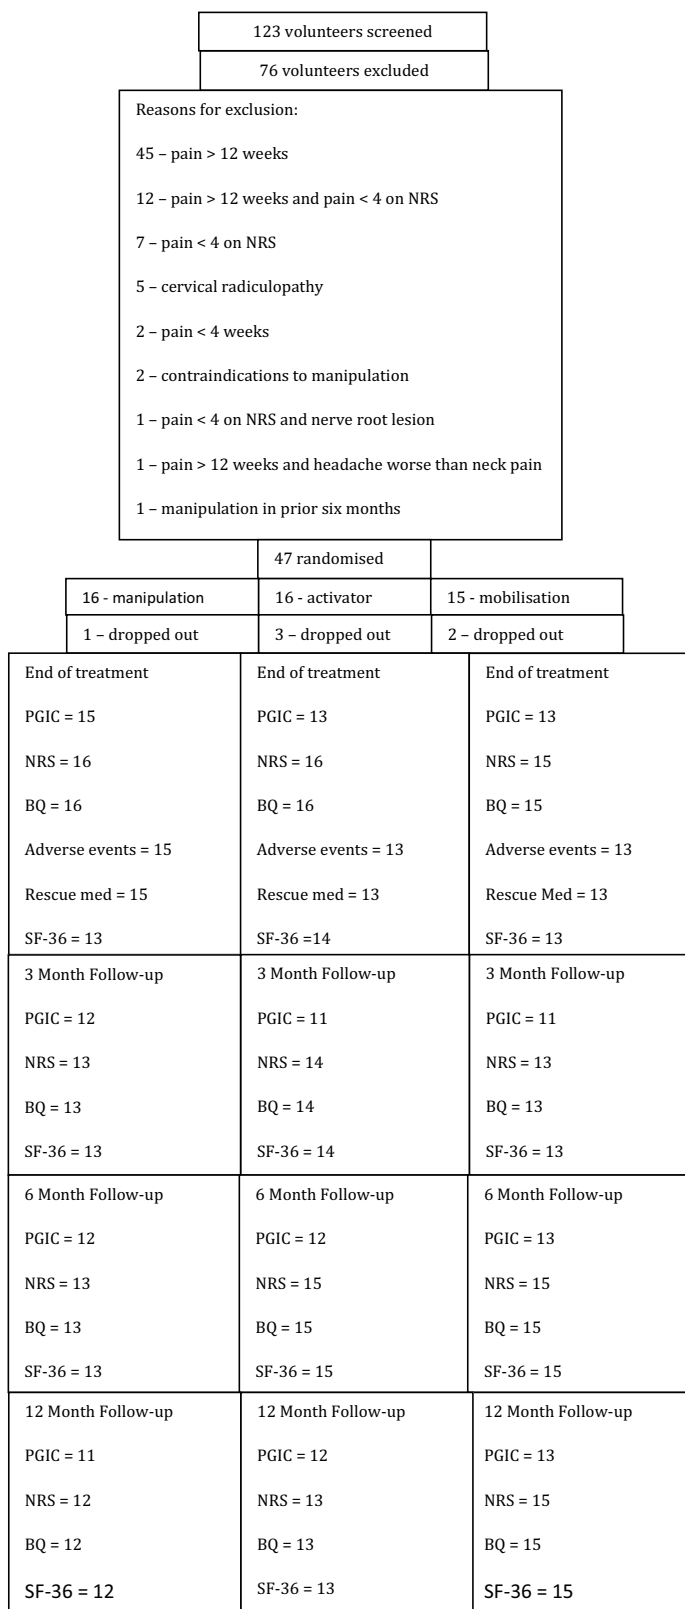 123 volunteers screened
76 volunteers excluded
Reasons for exclusion:
45 – pain > 12 weeks
12 – pain > 12 weeks and pain < 4 on NRS
7 – pain < 4 on NRS
5 – cervical radiculopathy
2 – pain < 4 weeks
2 – contraindications to manipulation
1 – pain < 4 on NRS and nerve root lesion
1 – pain > 12 weeks and headache worse than neck pain
1 – manipulation in prior six months
47 randomised
16 - manipulation
16 - activator
15 - mobilisation
1 – dropped out
3 – dropped out
2 – dropped out
End of treatment
PGIC = 15
NRS = 16
BQ = 16
Adverse events = 15
Rescue med = 15
SF-36 = 13
End of treatment
PGIC = 13
NRS = 16
BQ = 16
Adverse events = 13
Rescue med = 13
SF-36 =14
End of treatment
PGIC = 13
NRS = 15
BQ = 15
Adverse events = 13
Rescue Med = 13
SF-36 = 13
3 Month Follow-up
PGIC = 12
NRS = 13
BQ = 13
SF-36 = 13
3 Month Follow-up
PGIC = 11
NRS = 14
BQ = 14
SF-36 = 14
3 Month Follow-up
PGIC = 11
NRS = 13
BQ = 13
SF-36 = 13
6 Month Follow-up
PGIC = 12
NRS = 13
BQ = 13
SF-36 = 13
6 Month Follow-up
PGIC = 12
NRS = 15
BQ = 15
SF-36 = 15
6 Month Follow-up
PGIC = 13
NRS = 15
BQ = 15
SF-36 = 15
12 Month Follow-up
PGIC = 11
NRS = 12
BQ = 12
SF-36 = 12
12 Month Follow-up
PGIC = 12
NRS = 13
BQ = 13
SF-36 = 13
12 Month Follow-up
PGIC = 13
NRS = 15
BQ = 15
SF-36 = 15